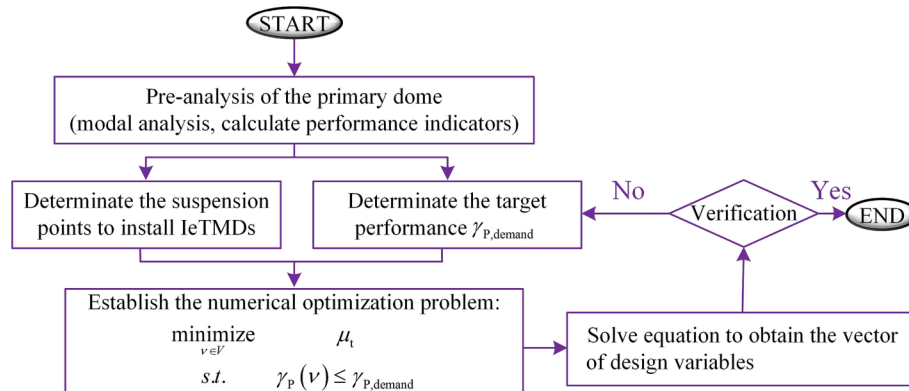 START
Pre-analysis of the primary dome
(modal analysis, calculate performance indicators)
Determinate the suspension
points to install IeTMDs
Determinate the target
performance γP,demand
No
Verification
Yes
END
Establish the numerical optimization problem:
minimize μt
ν∈V
s.t. γP(ν) ≤ γP,demand
Solve equation to obtain the vector
of design variables